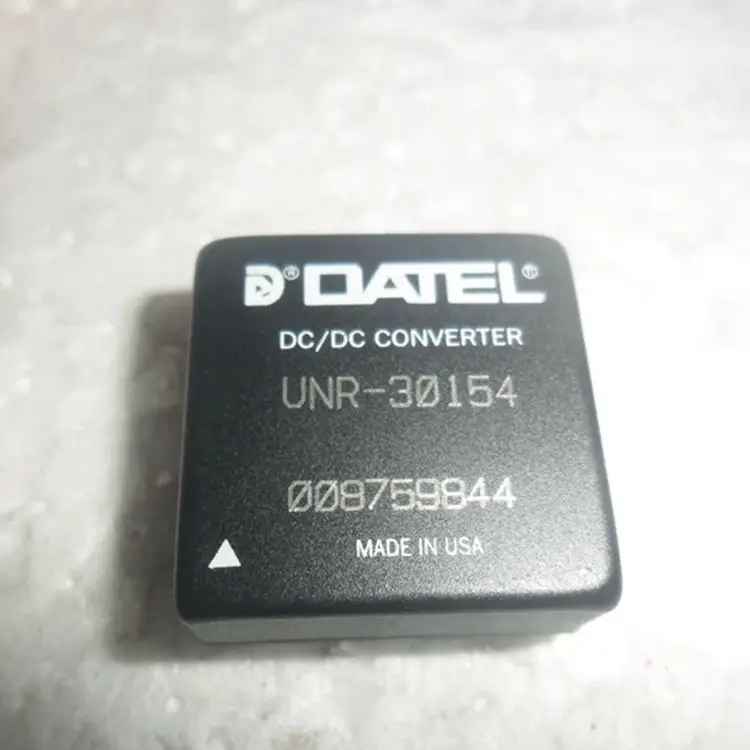 D® DATEL®
DC/DC CONVERTER
UNR-30154
008759844
MADE IN USA